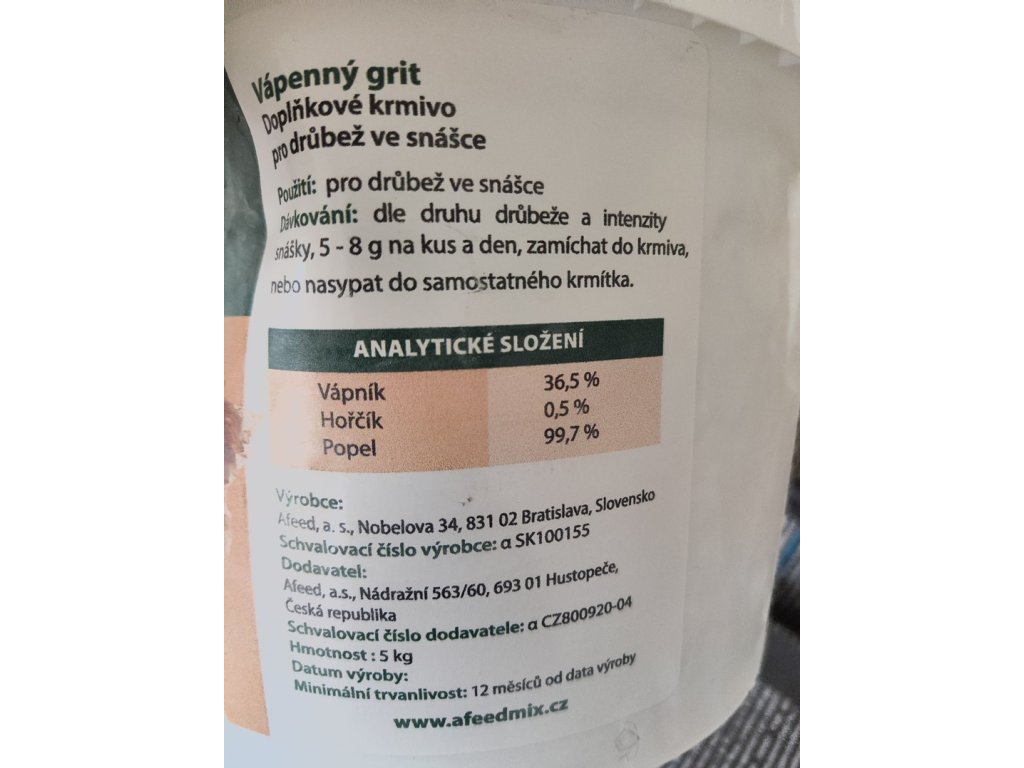 Vápenný grit
Doplňkové krmivo
pro drůbež ve snášce
Použití: pro drůbež ve snášce
Dávkování: dle druhu drůbeže a intenzity
snášky, 5 - 8 g na kus a den, zamíchat do krmiva,
nebo nasypat do samostatného krmítka.
ANALYTICKÉ SLOŽENÍ
Vápník 36,5 %
Hořčík 0,5 %
Popel 99,7 %
Výrobce:
Afeed, a. s., Nobelova 34, 831 02 Bratislava, Slovensko
Schvalovací číslo výrobce: α SK100155
Dodavatel:
Afeed, a.s., Nádražní 563/60, 693 01 Hustopeče,
Česká republika
Schvalovací číslo dodavatele: α CZ800920-04
Hmotnost : 5 kg
Datum výroby:
Minimální trvanlivost: 12 měsíců od data výroby
www.afeedmix.cz